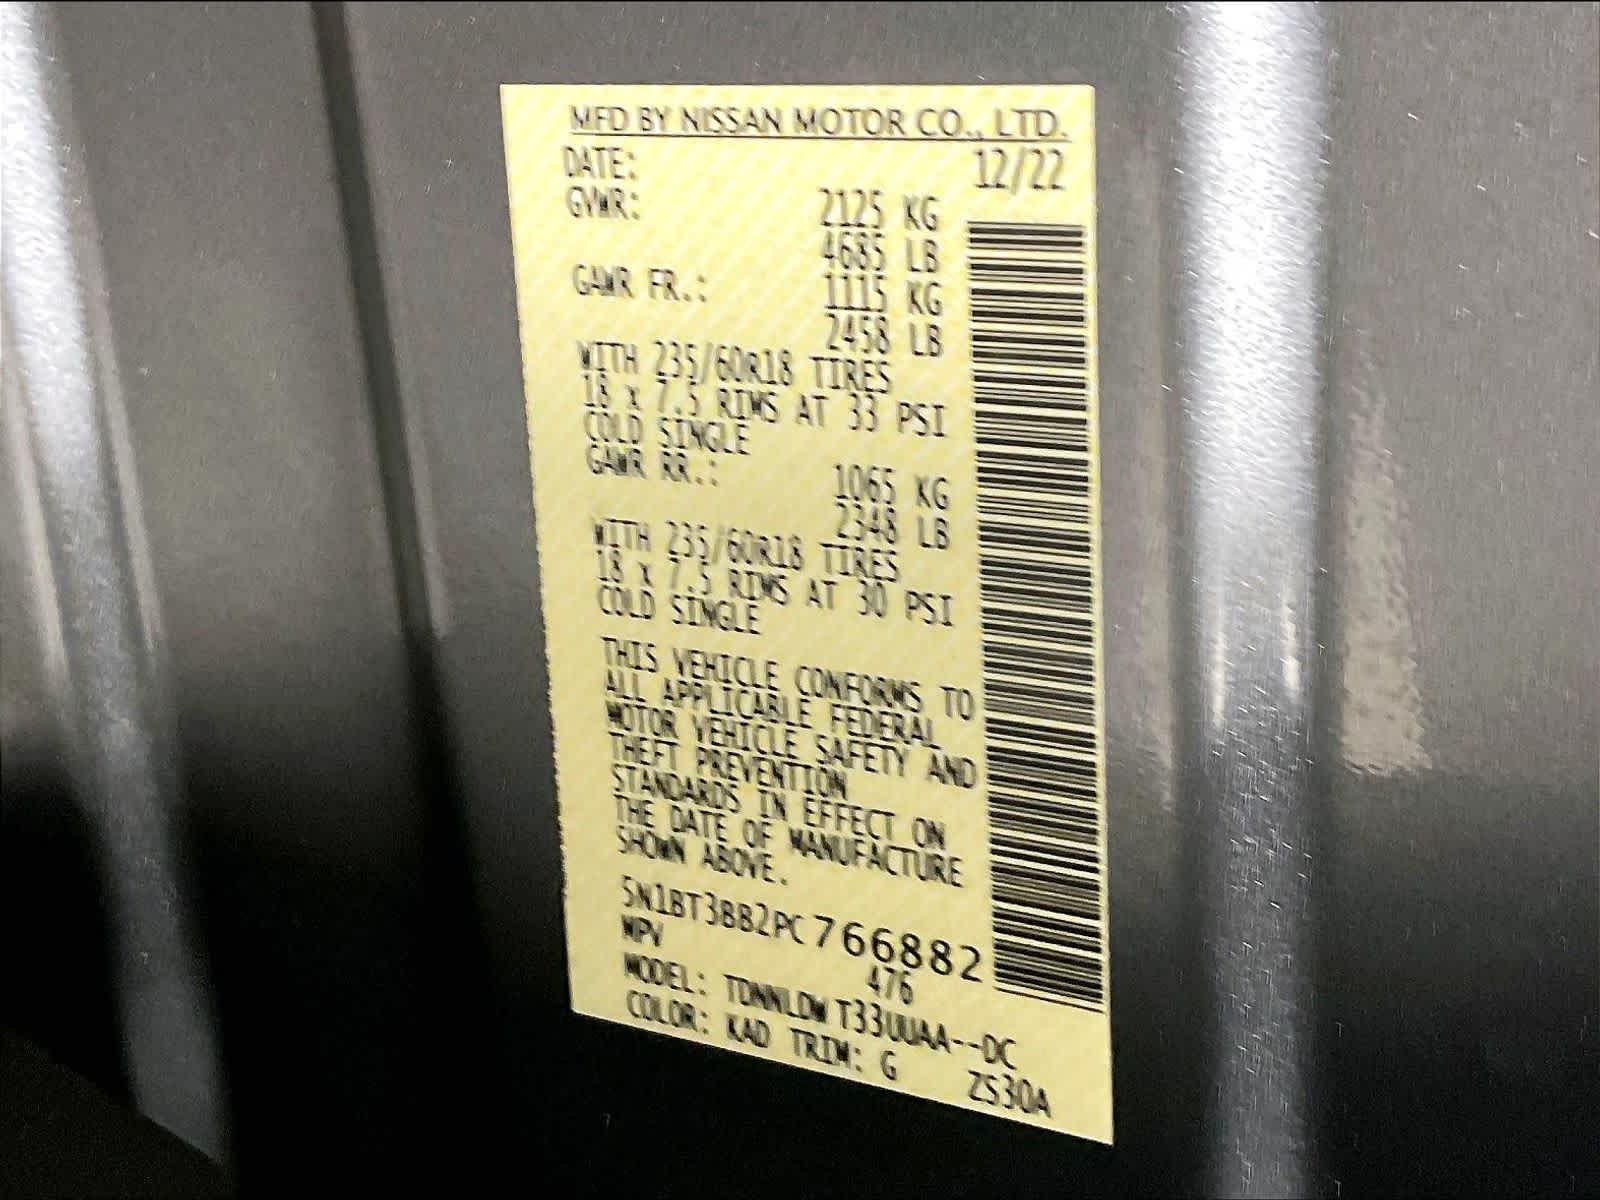 MFD BY NISSAN MOTOR CO., LTD.
DATE: 12/22
GVWR: 2125 KG
4685 LB
GAWR FR.: 1115 KG
2458 LB
WITH 235/60R18 TIRES
18 x 7.5 RIMS AT 33 PSI
COLD SINGLE
GAWR RR.: 1065 KG
2348 LB
WITH 235/60R18 TIRES
18 x 7.5 RIMS AT 30 PSI
COLD SINGLE
THIS VEHICLE CONFORMS TO
ALL APPLICABLE FEDERAL
MOTOR VEHICLE SAFETY AND
THEFT PREVENTION
STANDARDS IN EFFECT ON
THE DATE OF MANUFACTURE
SHOWN ABOVE.
5N1BT3BB2PC766882
MPV 476
MODEL: TDNNLDW T33UUAA--DC
COLOR: KAD TRIM: G ZS30A